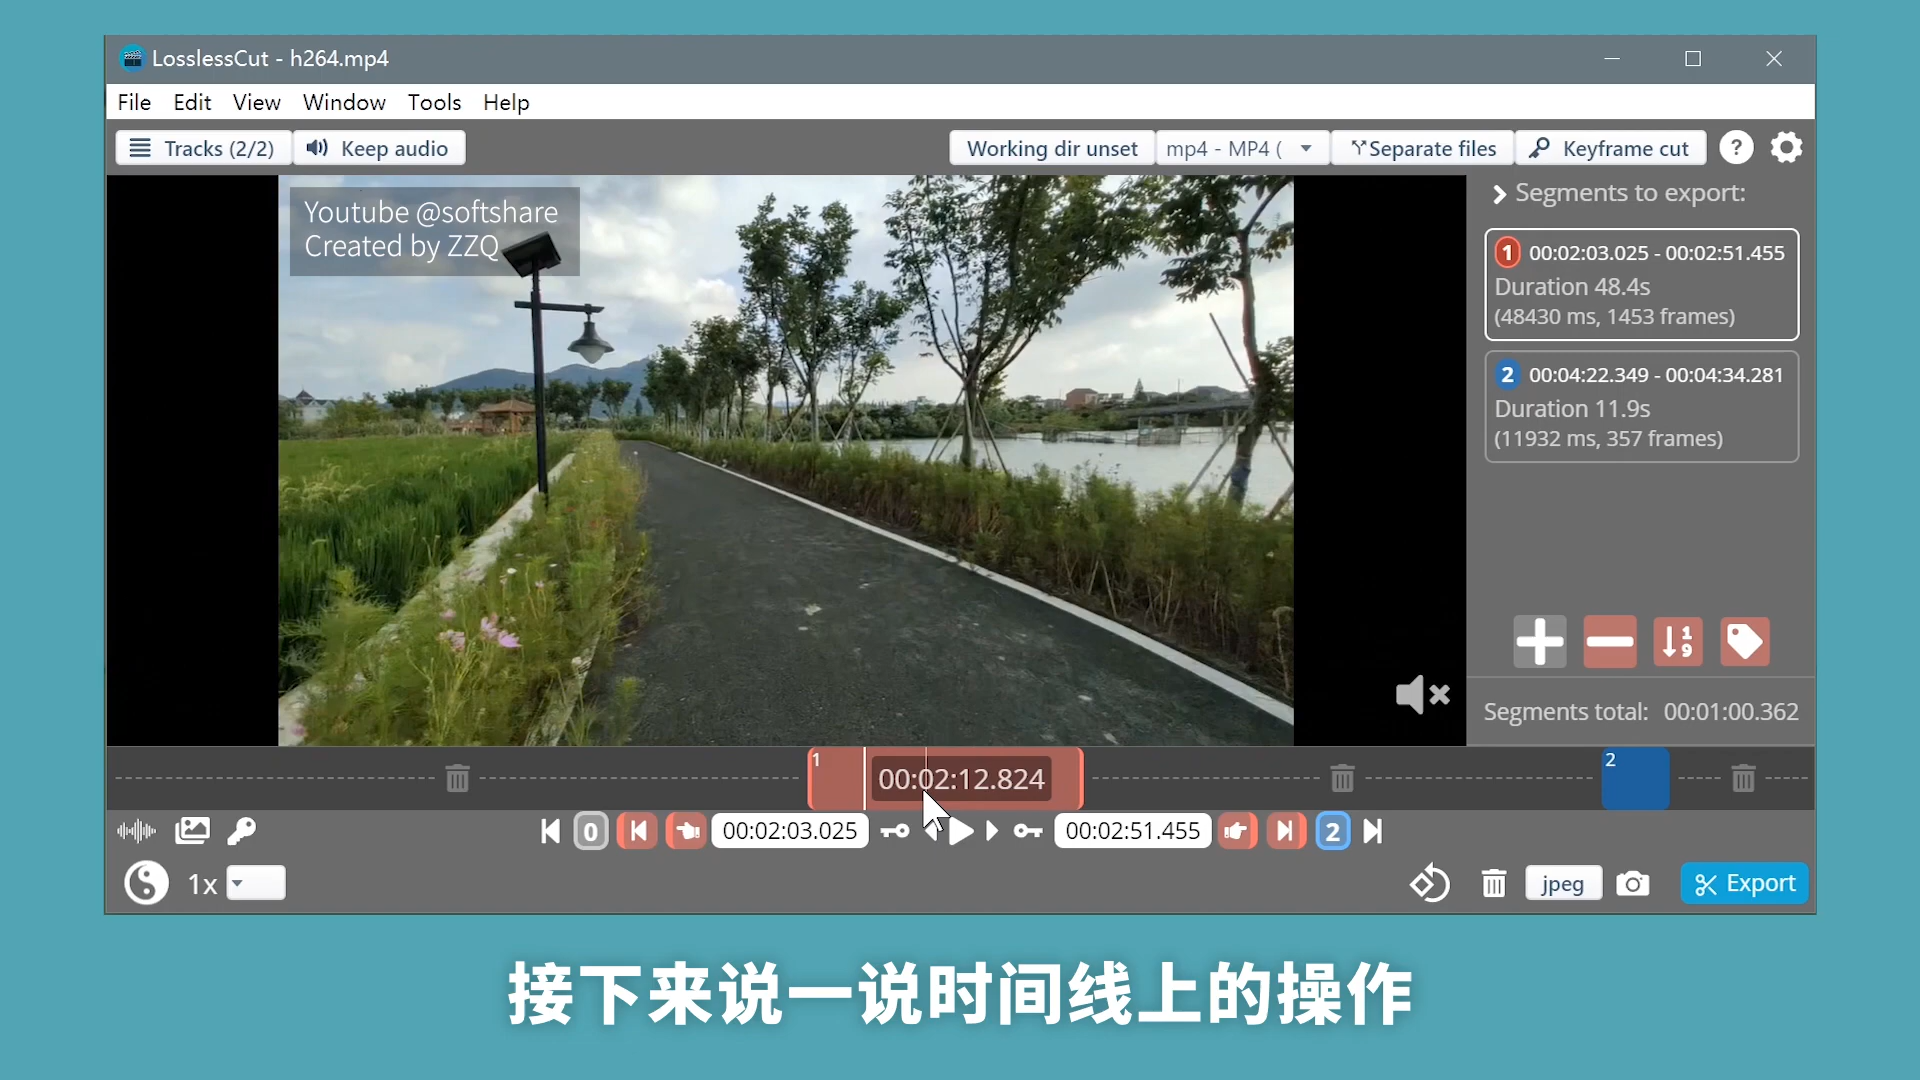 LosslessCut - h264.mp4
File Edit View Window Tools Help
Tracks (2/2) Keep audio Working dir unset mp4 - MP4 ( Separate files Keyframe cut ?
Youtube @softshare
Created by ZZQ
Segments to export:
1 00:02:03.025 - 00:02:51.455
Duration 48.4s
(48430 ms, 1453 frames)
2 00:04:22.349 - 00:04:34.281
Duration 11.9s
(11932 ms, 357 frames)
1 9
Segments total: 00:01:00.362
1 00:02:12.824 2
0 00:02:03.025 00:02:51.455 2
1x jpeg Export
接下来说一说时间线上的操作